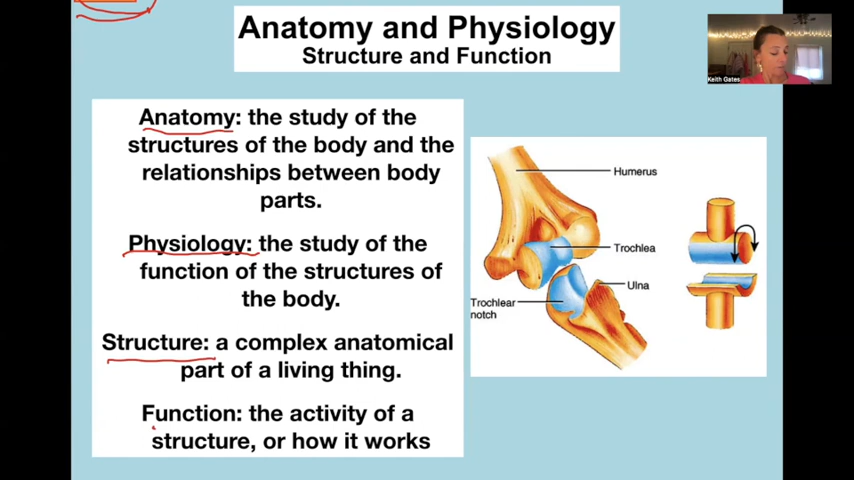 Anatomy and Physiology
Structure and Function
Keith Gates
Anatomy: the study of the
structures of the body and the
relationships between body
parts.
Physiology: the study of the
function of the structures of
the body.
Structure: a complex anatomical
part of a living thing.
Function: the activity of a
structure, or how it works
Humerus
Trochlea
Ulna
Trochlear
notch